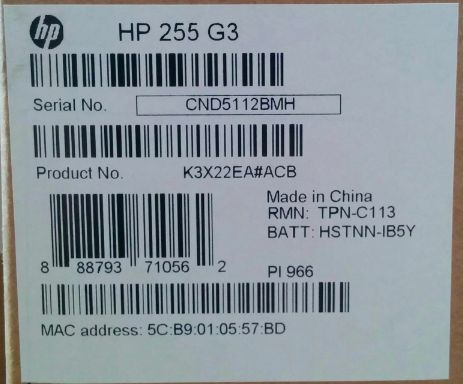 hp HP 255 G3
Serial No. CND5112BMH
Product No. K3X22EA#ACB
Made in China
RMN: TPN-C113
BATT: HSTNN-IB5Y
8 88793 71056 2
PI 966
MAC address: 5C:B9:01:05:57:BD